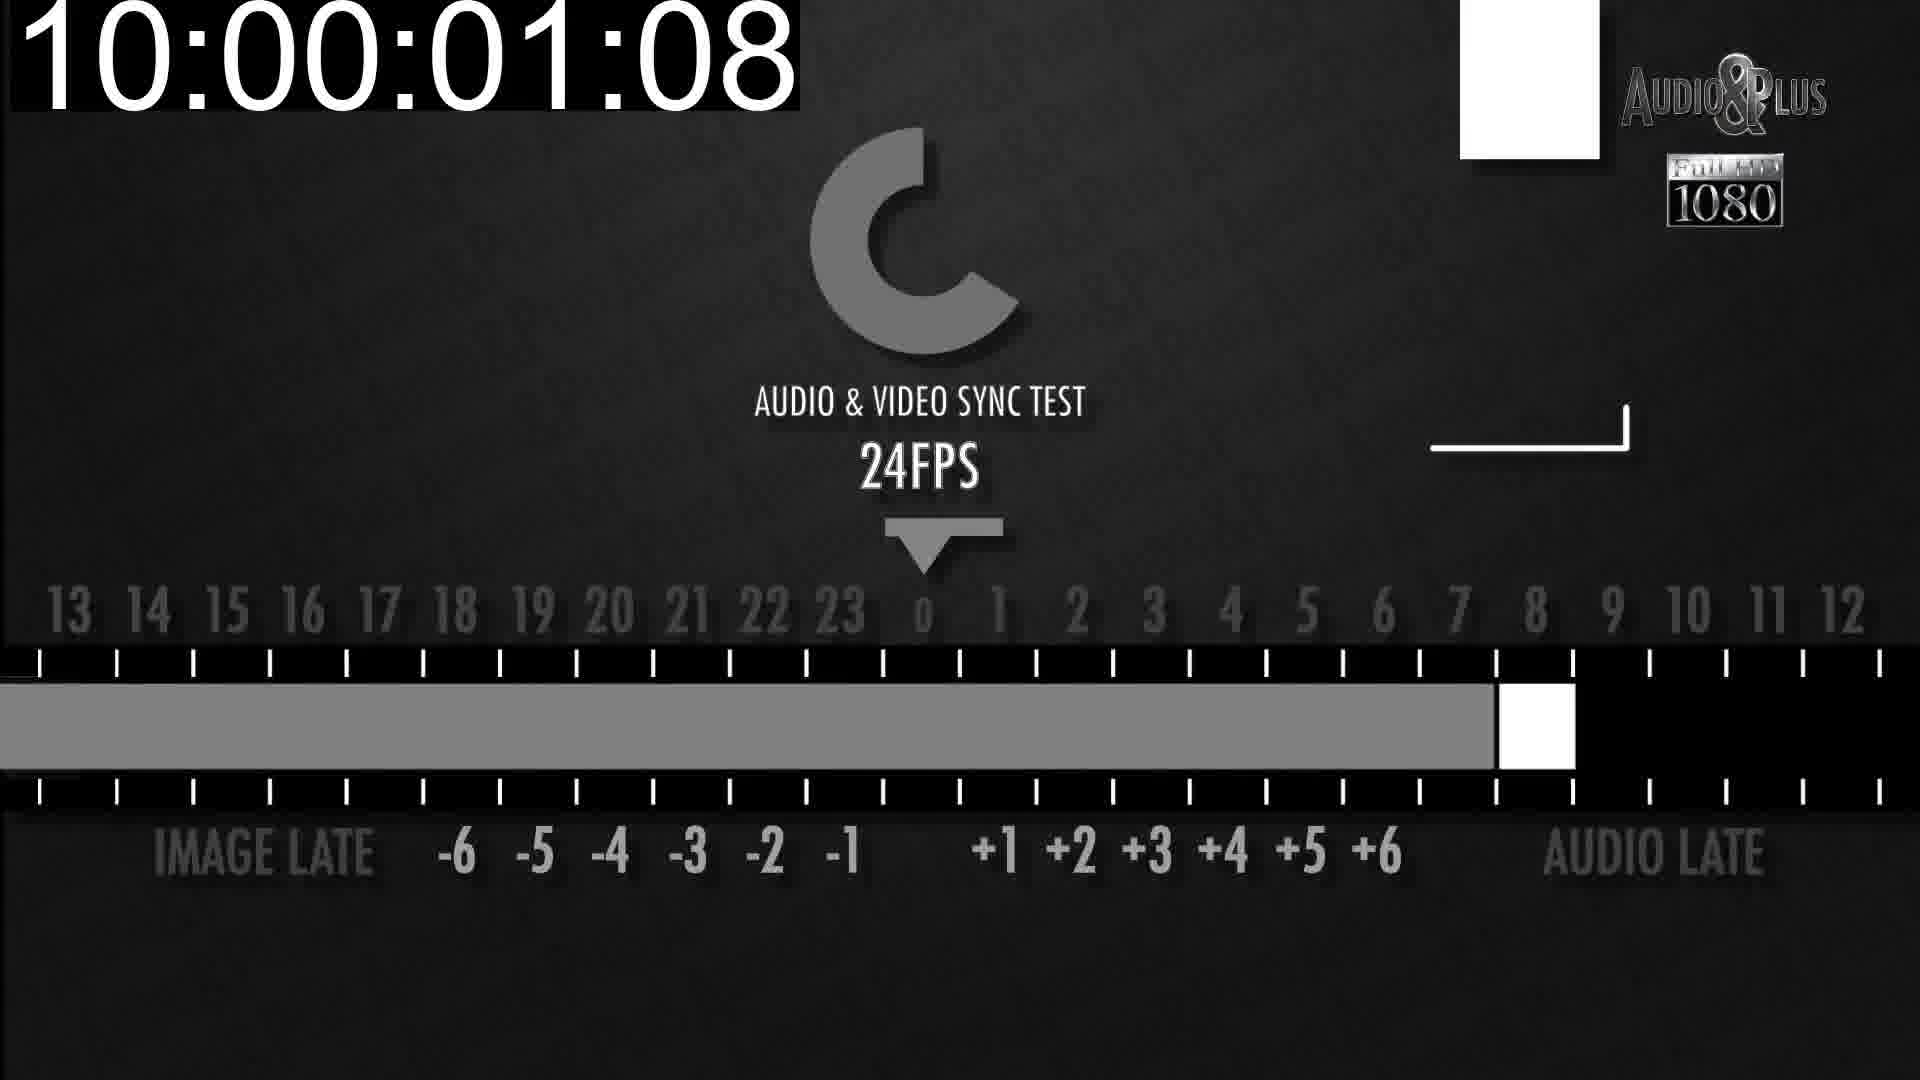 10:00:01:08
AUDIO & PLUS
FULL HD
1080
AUDIO & VIDEO SYNC TEST
24FPS
13 14 15 16 17 18 19 20 21 22 23 0 1 2 3 4 5 6 7 8 9 10 11 12
IMAGE LATE -6 -5 -4 -3 -2 -1 +1 +2 +3 +4 +5 +6 AUDIO LATE